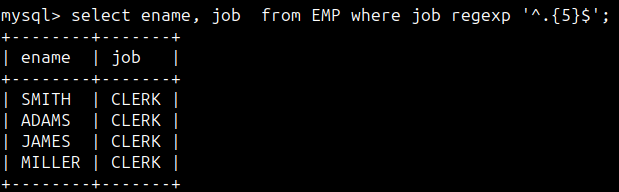 mysql> select ename, job  from EMP where job regexp '^.{5}$';
+--------+-------+
| ename  | job   |
+--------+-------+
| SMITH  | CLERK |
| ADAMS  | CLERK |
| JAMES  | CLERK |
| MILLER | CLERK |
+--------+-------+